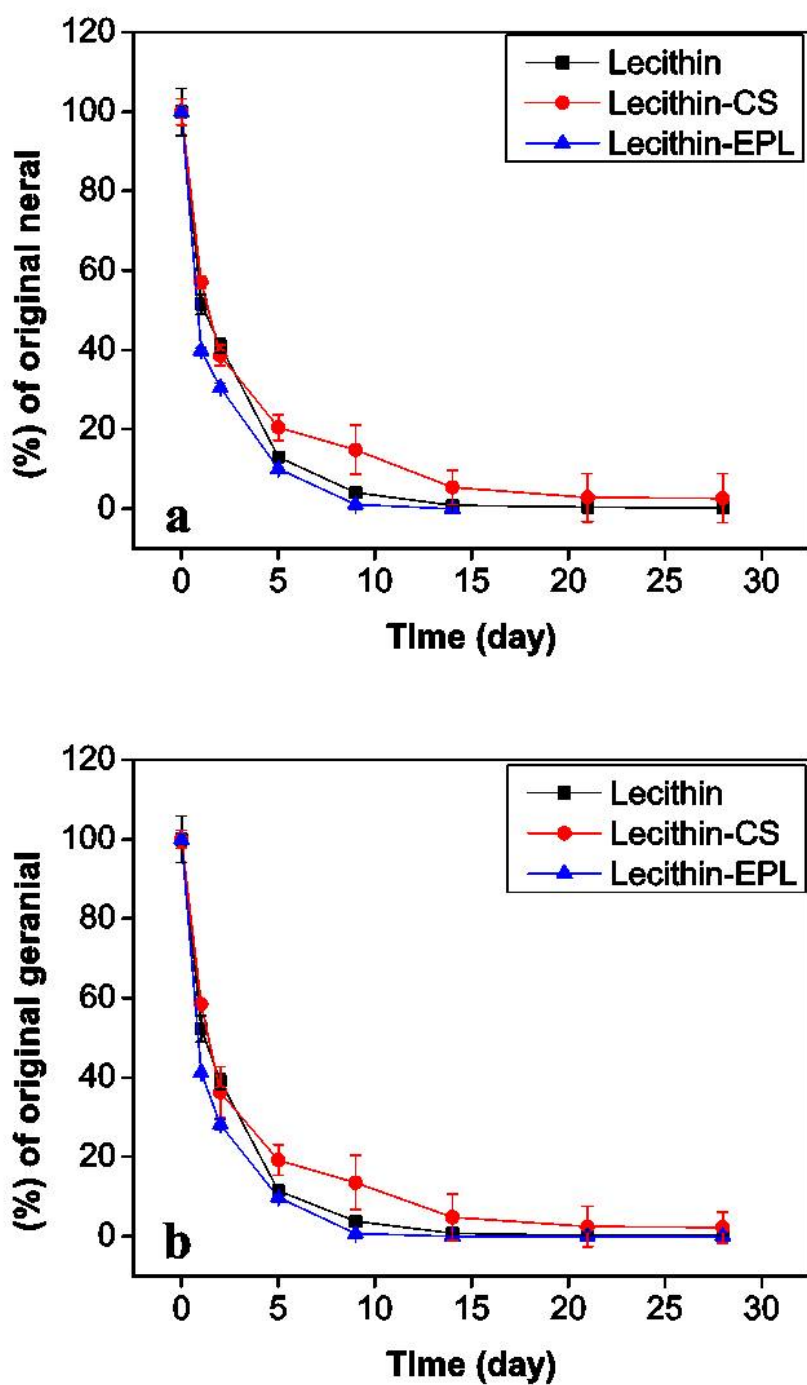 120
100
80
60
40
20
0
(%) of original neral
Lecithin
Lecithin-CS
Lecithin-EPL
a
0 5 10 15 20 25 30
TIme (day)
120
100
80
60
40
20
0
(%) of original geranial
Lecithin
Lecithin-CS
Lecithin-EPL
b
0 5 10 15 20 25 30
TIme (day)